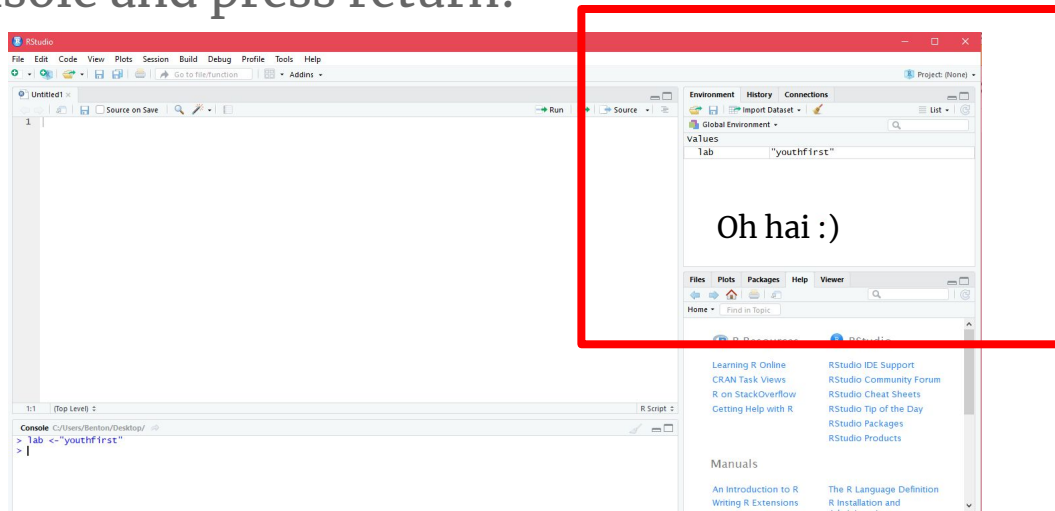 nsole and press return.
RStudio
File Edit Code View Plots Session Build Debug Profile Tools Help
Go to file/function Addins
Project: (None)
Untitled1
Source on Save
Run Source
1
1:1 (Top Level) R Script
Console C:/Users/Benton/Desktop/
> lab <-"youthfirst"
>
Environment History Connections
Import Dataset List
Global Environment
values
lab "youthfirst"
Oh hai :)
Files Plots Packages Help Viewer
Home Find in Topic
R Resources RStudio
Learning R Online RStudio IDE Support
CRAN Task Views RStudio Community Forum
R on StackOverflow RStudio Cheat Sheets
Getting Help with R RStudio Tip of the Day
RStudio Packages
RStudio Products
Manuals
An Introduction to R The R Language Definition
Writing R Extensions R Installation and